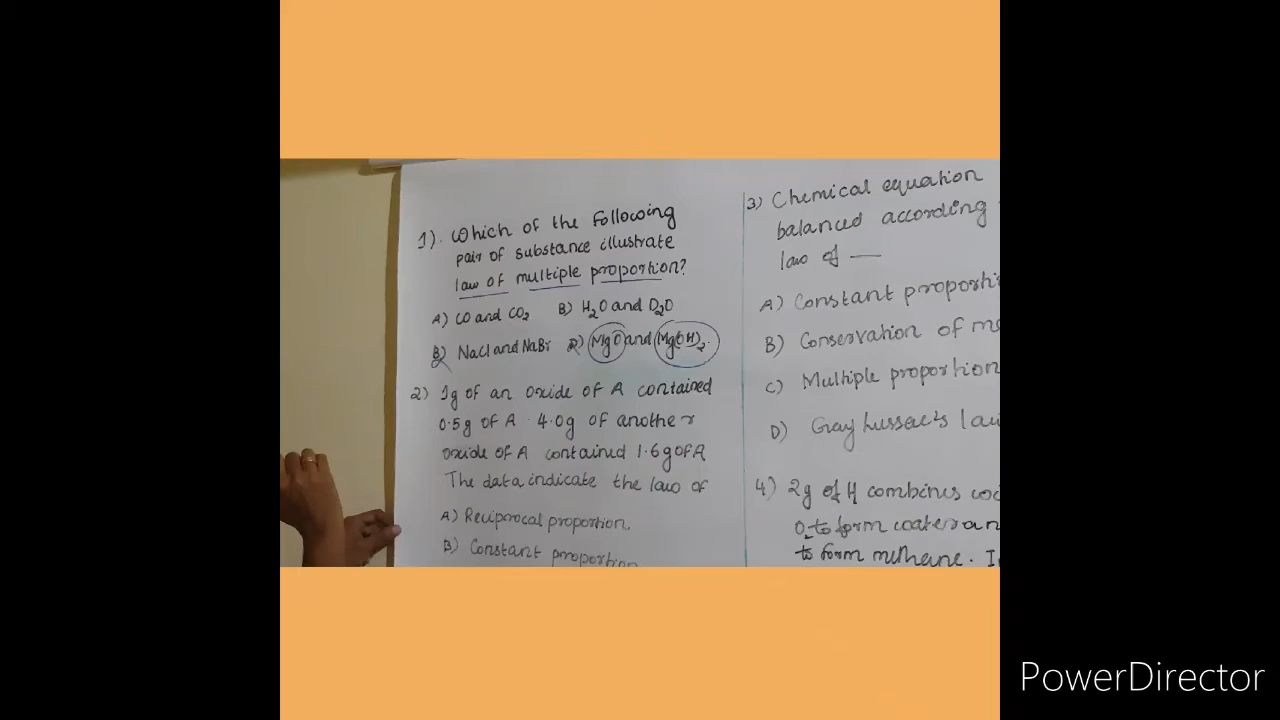 1). Which of the following
pair of substance illustrate
law of multiple proportion?
A) CO and CO2 B) H2O and D2O
B) NaCl and NaBr D) MgO and Mg(OH)2.
2) 1g of an oxide of A contained
0.5g of A. 4.0g of another
oxide of A contained 1.6g of A
The data indicate the law of
A) Reciprocal proportion
B) Constant proportion
3) Chemical equation
balanced according
law of —
A) Constant proporti
B) Conservation of m
C) Multiple proportion
D) Gray Lussac's law
4) 2g of H combines
O2 to form water an
to form methane. I
PowerDirector